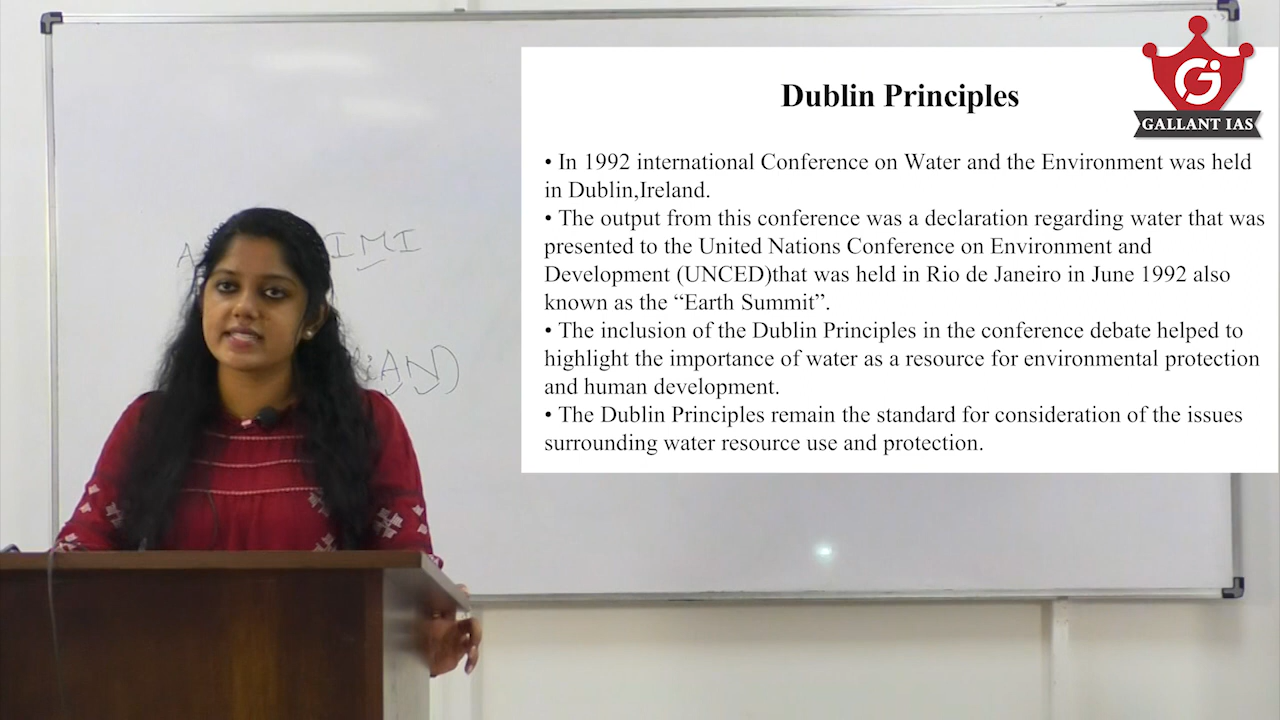 GALLANT IAS
Dublin Principles
• In 1992 international Conference on Water and the Environment was held
in Dublin,Ireland.
• The output from this conference was a declaration regarding water that was
presented to the United Nations Conference on Environment and
Development (UNCED)that was held in Rio de Janeiro in June 1992 also
known as the “Earth Summit”.
• The inclusion of the Dublin Principles in the conference debate helped to
highlight the importance of water as a resource for environmental protection
and human development.
• The Dublin Principles remain the standard for consideration of the issues
surrounding water resource use and protection.